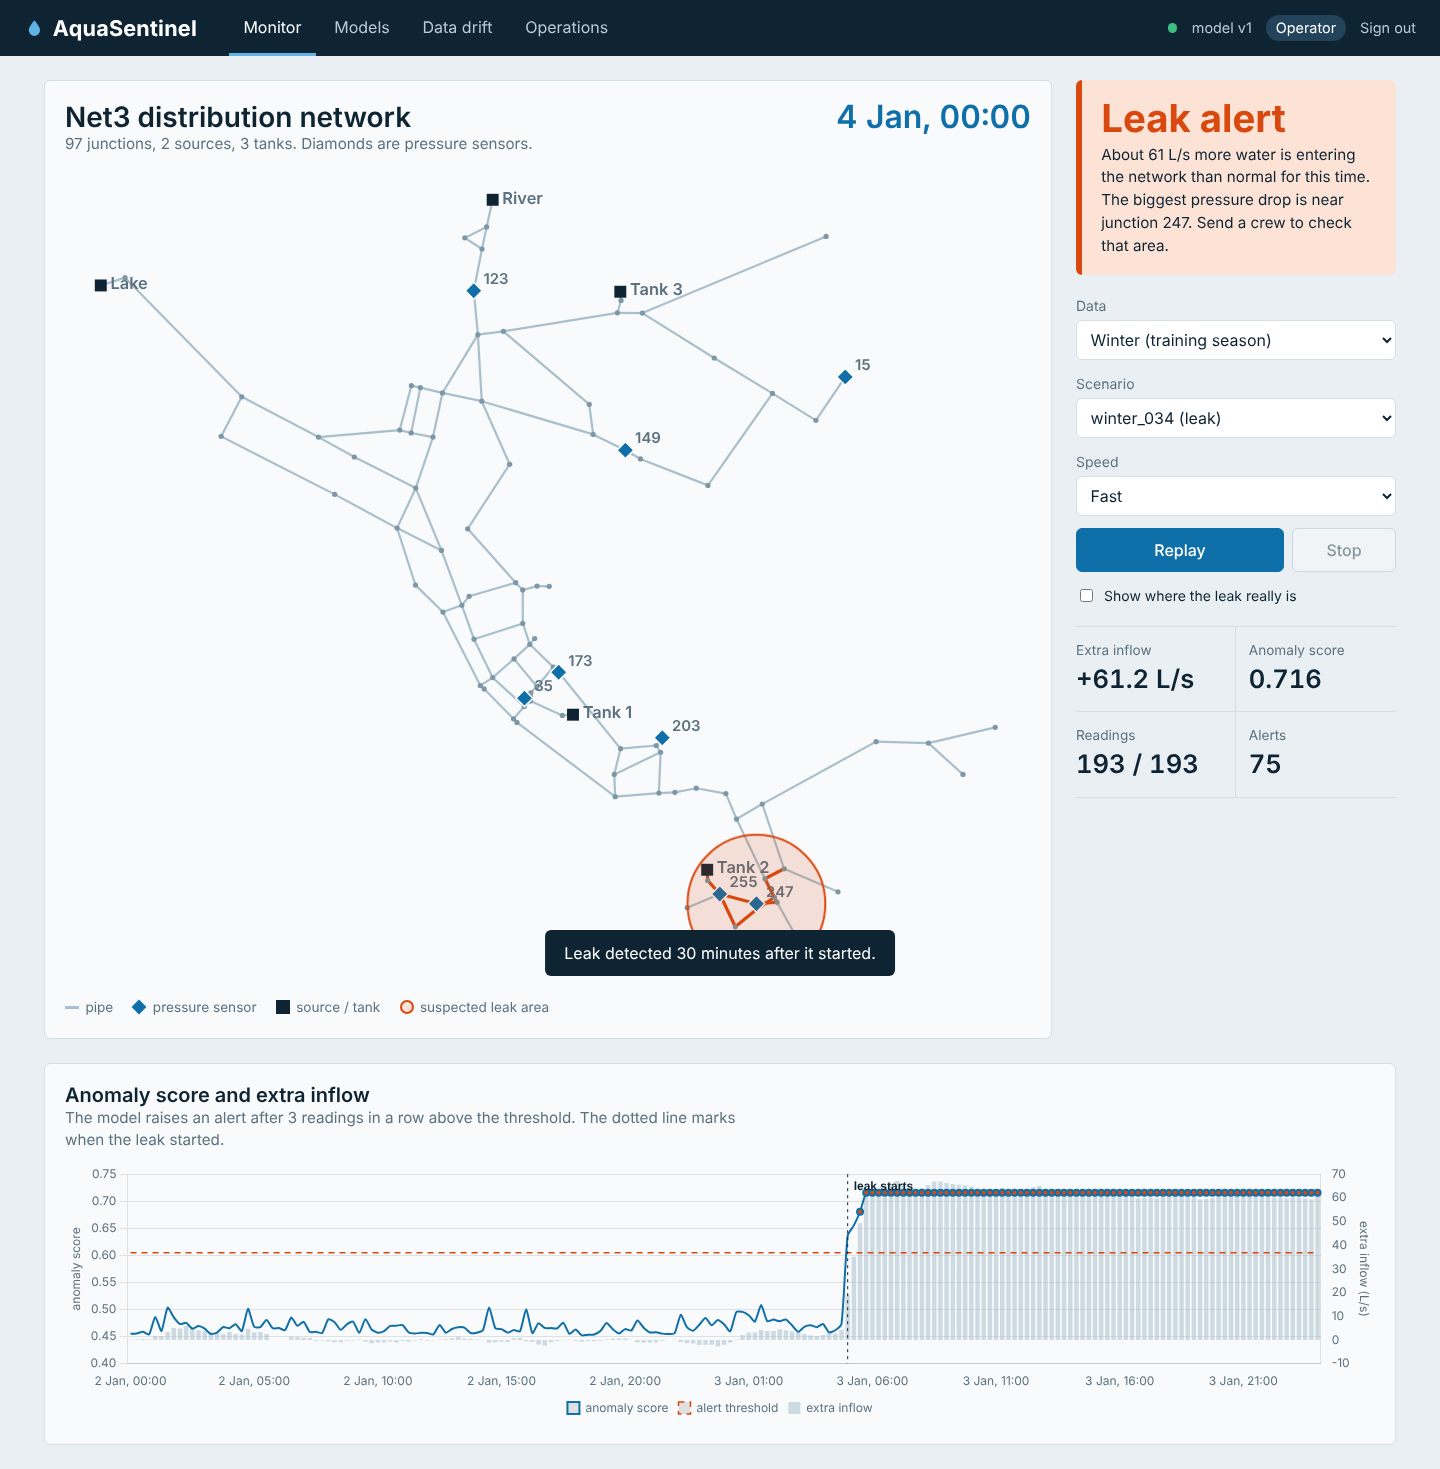 AquaSentinel
Monitor
Models
Data drift
Operations
model v1
Operator
Sign out
Net3 distribution network
4 Jan, 00:00
97 junctions, 2 sources, 3 tanks. Diamonds are pressure sensors.
River
Lake
123
Tank 3
15
149
173
35
Tank 1
203
Tank 2
255
247
Leak detected 30 minutes after it started.
pipe
pressure sensor
source / tank
suspected leak area
Leak alert
About 61 L/s more water is entering
the network than normal for this time.
The biggest pressure drop is near
junction 247. Send a crew to check
that area.
Data
Winter (training season)
Scenario
winter_034 (leak)
Speed
Fast
Replay
Stop
Show where the leak really is
Extra inflow
+61.2 L/s
Anomaly score
0.716
Readings
193 / 193
Alerts
75
Anomaly score and extra inflow
The model raises an alert after 3 readings in a row above the threshold. The dotted line marks
when the leak started.
anomaly score
0.75
0.70
0.65
0.60
0.55
0.50
0.45
0.40
leak starts
70
60
50
40
30
20
10
0
-10
extra inflow (L/s)
2 Jan, 00:00
2 Jan, 05:00
2 Jan, 10:00
2 Jan, 15:00
2 Jan, 20:00
3 Jan, 01:00
3 Jan, 06:00
3 Jan, 11:00
3 Jan, 16:00
3 Jan, 21:00
anomaly score
alert threshold
extra inflow